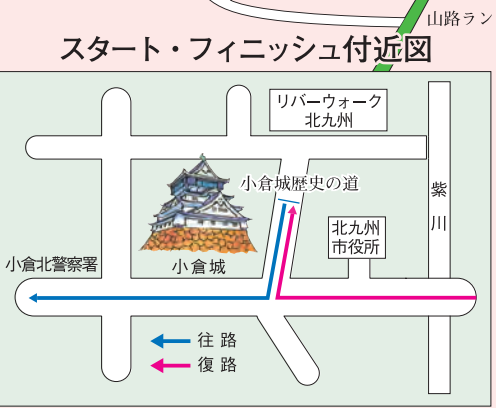 山路ラン
スタート・フィニッシュ付近図
リバーウォーク
北九州
小倉城歴史の道
紫川
北九州
市役所
小倉北警察署
小倉城
往路
復路